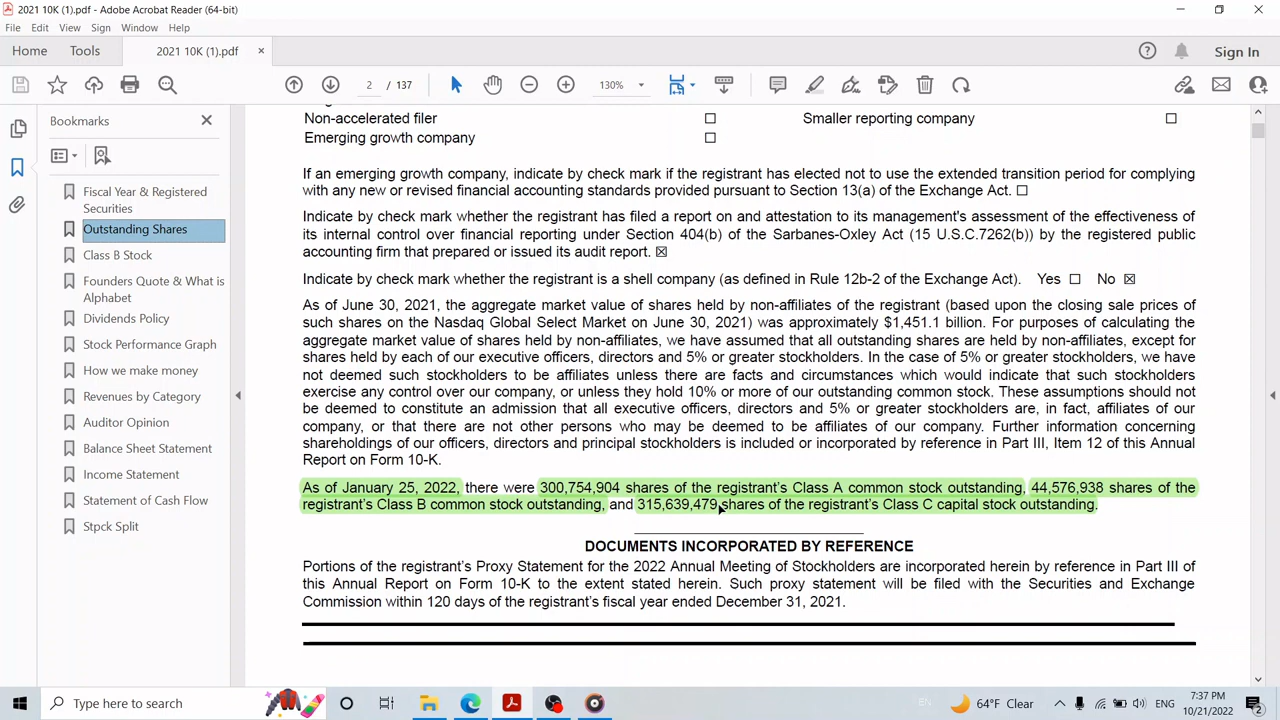 2021 10K (1).pdf - Adobe Acrobat Reader (64-bit)
File Edit View Sign Window Help
Home Tools 2021 10K (1).pdf × Sign In
2 / 137 130%
Bookmarks
Fiscal Year & Registered
Securities
Outstanding Shares
Class B Stock
Founders Quote & What is
Alphabet
Dividends Policy
Stock Performance Graph
How we make money
Revenues by Category
Auditor Opinion
Balance Sheet Statement
Income Statement
Statement of Cash Flow
Stpck Split
Non-accelerated filer ☐ Smaller reporting company ☐
Emerging growth company ☐
If an emerging growth company, indicate by check mark if the registrant has elected not to use the extended transition period for complying
with any new or revised financial accounting standards provided pursuant to Section 13(a) of the Exchange Act. ☐
Indicate by check mark whether the registrant has filed a report on and attestation to its management's assessment of the effectiveness of
its internal control over financial reporting under Section 404(b) of the Sarbanes-Oxley Act (15 U.S.C.7262(b)) by the registered public
accounting firm that prepared or issued its audit report. ☒
Indicate by check mark whether the registrant is a shell company (as defined in Rule 12b-2 of the Exchange Act). Yes ☐ No ☒
As of June 30, 2021, the aggregate market value of shares held by non-affiliates of the registrant (based upon the closing sale prices of
such shares on the Nasdaq Global Select Market on June 30, 2021) was approximately $1,451.1 billion. For purposes of calculating the
aggregate market value of shares held by non-affiliates, we have assumed that all outstanding shares are held by non-affiliates, except for
shares held by each of our executive officers, directors and 5% or greater stockholders. In the case of 5% or greater stockholders, we have
not deemed such stockholders to be affiliates unless there are facts and circumstances which would indicate that such stockholders
exercise any control over our company, or unless they hold 10% or more of our outstanding common stock. These assumptions should not
be deemed to constitute an admission that all executive officers, directors and 5% or greater stockholders are, in fact, affiliates of our
company, or that there are not other persons who may be deemed to be affiliates of our company. Further information concerning
shareholdings of our officers, directors and principal stockholders is included or incorporated by reference in Part III, Item 12 of this Annual
Report on Form 10-K.
As of January 25, 2022, there were 300,754,904 shares of the registrant's Class A common stock outstanding, 44,576,938 shares of the
registrant's Class B common stock outstanding, and 315,639,479 shares of the registrant's Class C capital stock outstanding.
DOCUMENTS INCORPORATED BY REFERENCE
Portions of the registrant's Proxy Statement for the 2022 Annual Meeting of Stockholders are incorporated herein by reference in Part III of
this Annual Report on Form 10-K to the extent stated herein. Such proxy statement will be filed with the Securities and Exchange
Commission within 120 days of the registrant's fiscal year ended December 31, 2021.
Type here to search
64°F Clear
ENG
7:37 PM
10/21/2022
2